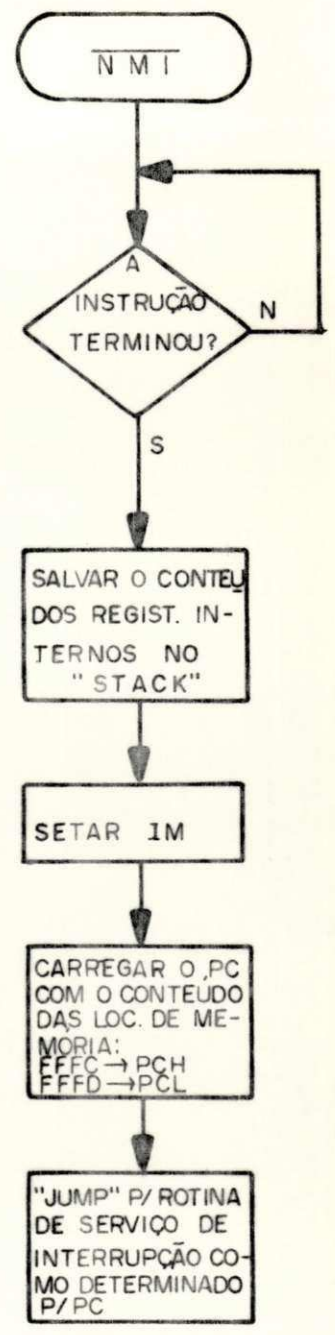 N M I
A
INSTRUÇÃO
TERMINOU?
N
S
SALVAR O CONTEU
DOS REGIST. IN-
TERNOS NO
"STACK"
SETAR IM
CARREGAR O PC
COM O CONTEUDO
DAS LOC. DE ME-
MORIA:
FFFC → PCH
FFFD → PCL
"JUMP" P/ ROTINA
DE SERVIÇO DE
INTERRUPÇÃO CO-
MO DETERMINADO
P/ PC